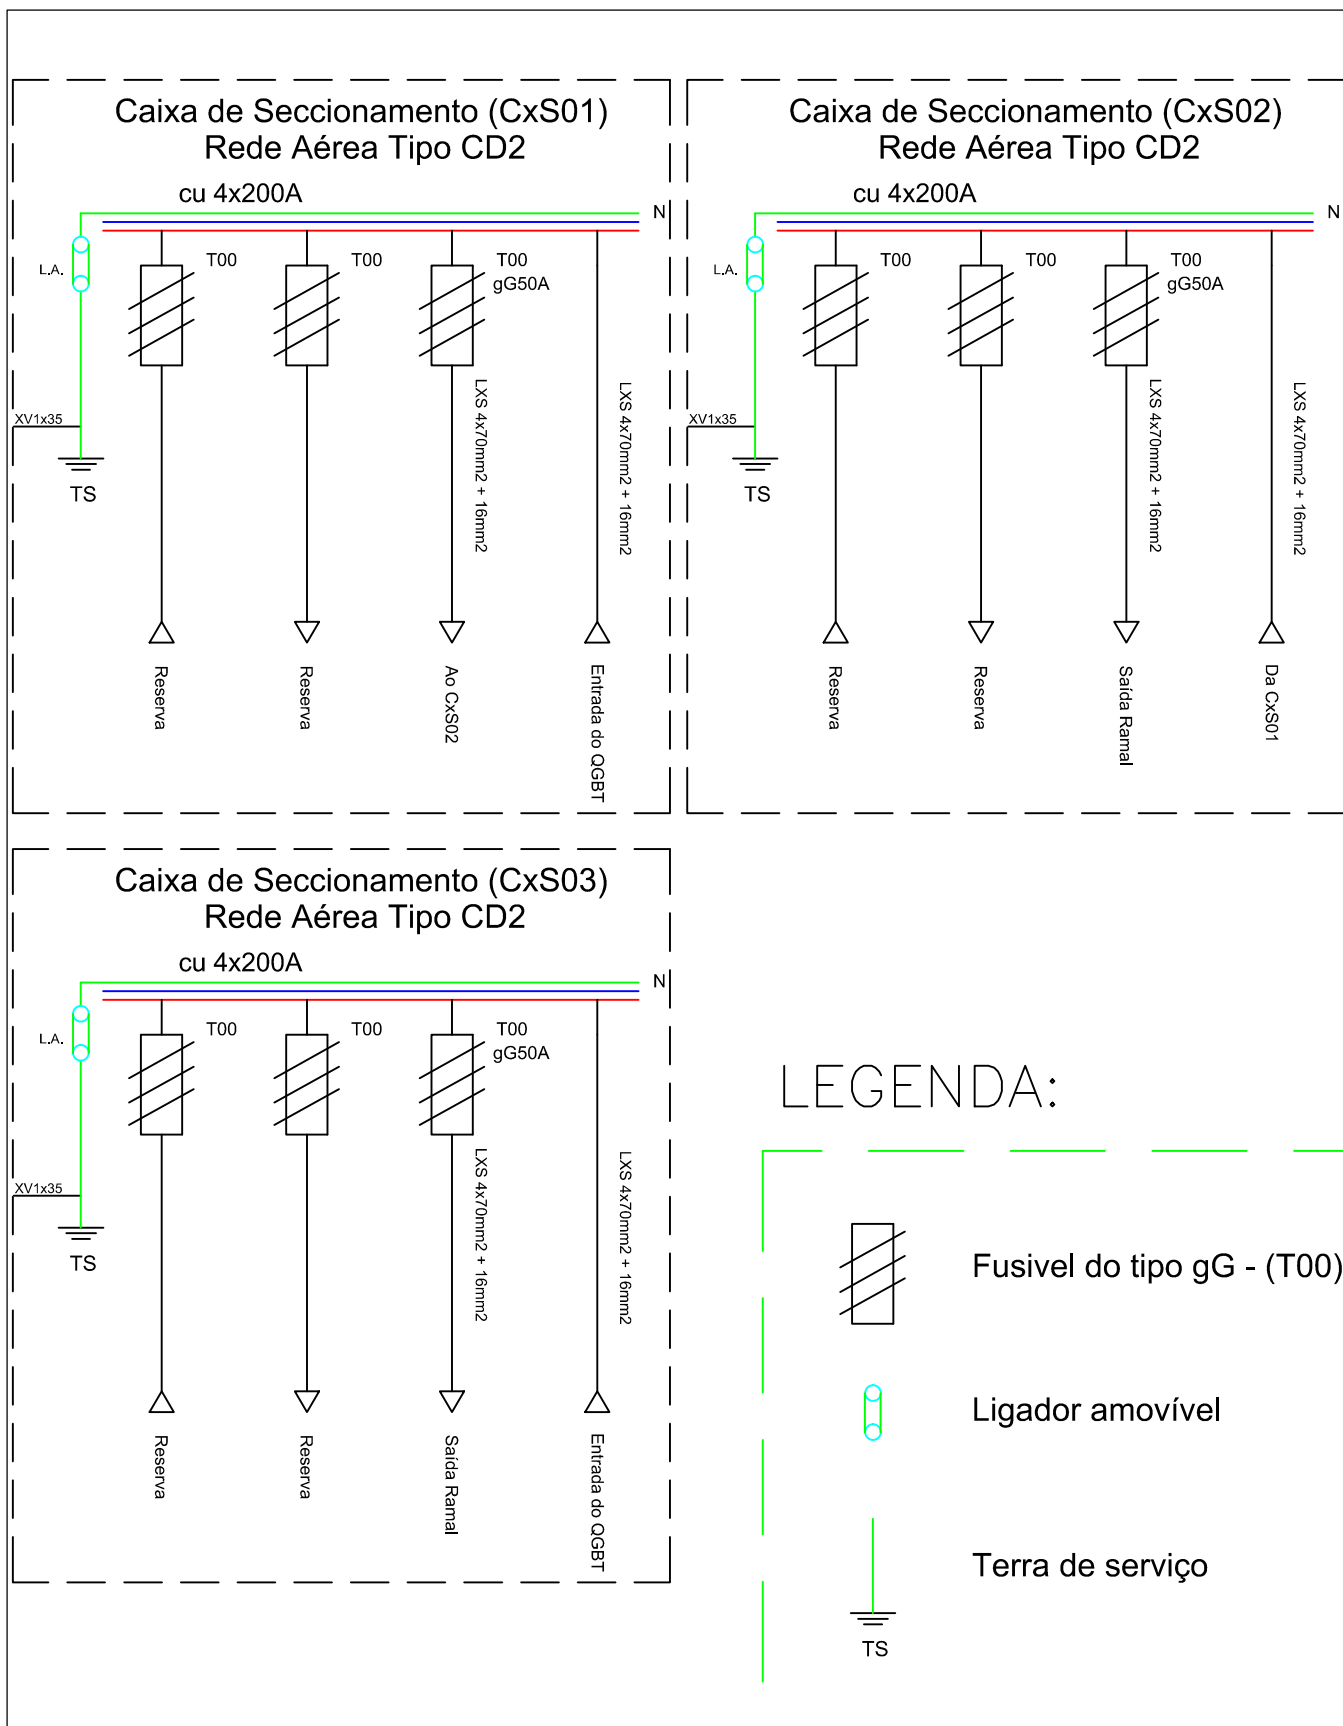 Caixa de Seccionamento (CxS01)
Rede Aérea Tipo CD2
cu 4x200A
N
L.A.
T00
T00
T00
gG50A
XV1x35
TS
LXS 4x70mm2 + 16mm2
LXS 4x70mm2 + 16mm2
Reserva
Reserva
Ao CxS02
Entrada do QGBT
Caixa de Seccionamento (CxS02)
Rede Aérea Tipo CD2
cu 4x200A
N
L.A.
T00
T00
T00
gG50A
XV1x35
TS
LXS 4x70mm2 + 16mm2
LXS 4x70mm2 + 16mm2
Reserva
Reserva
Saída Ramal
Da CxS01
Caixa de Seccionamento (CxS03)
Rede Aérea Tipo CD2
cu 4x200A
N
L.A.
T00
T00
T00
gG50A
XV1x35
TS
LXS 4x70mm2 + 16mm2
LXS 4x70mm2 + 16mm2
Reserva
Reserva
Saída Ramal
Entrada do QGBT
LEGENDA:
Fusivel do tipo gG - (T00)
Ligador amovível
Terra de serviço
TS